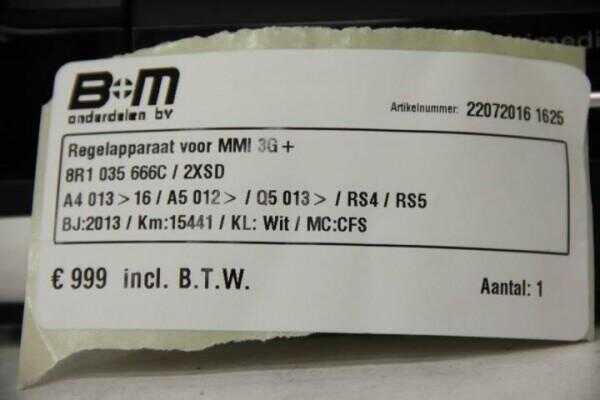 B+M
onderdelen bv
Artikelnummer: 22072016 1625
Regelapparaat voor MMI 3G+
8R1 035 666C / 2XSD
A4 013 > 16 / A5 012 > / Q5 013 > / RS4 / RS5
BJ:2013 / Km:15441 / KL: Wit / MC:CFS
€ 999 incl. B.T.W.
Aantal: 1